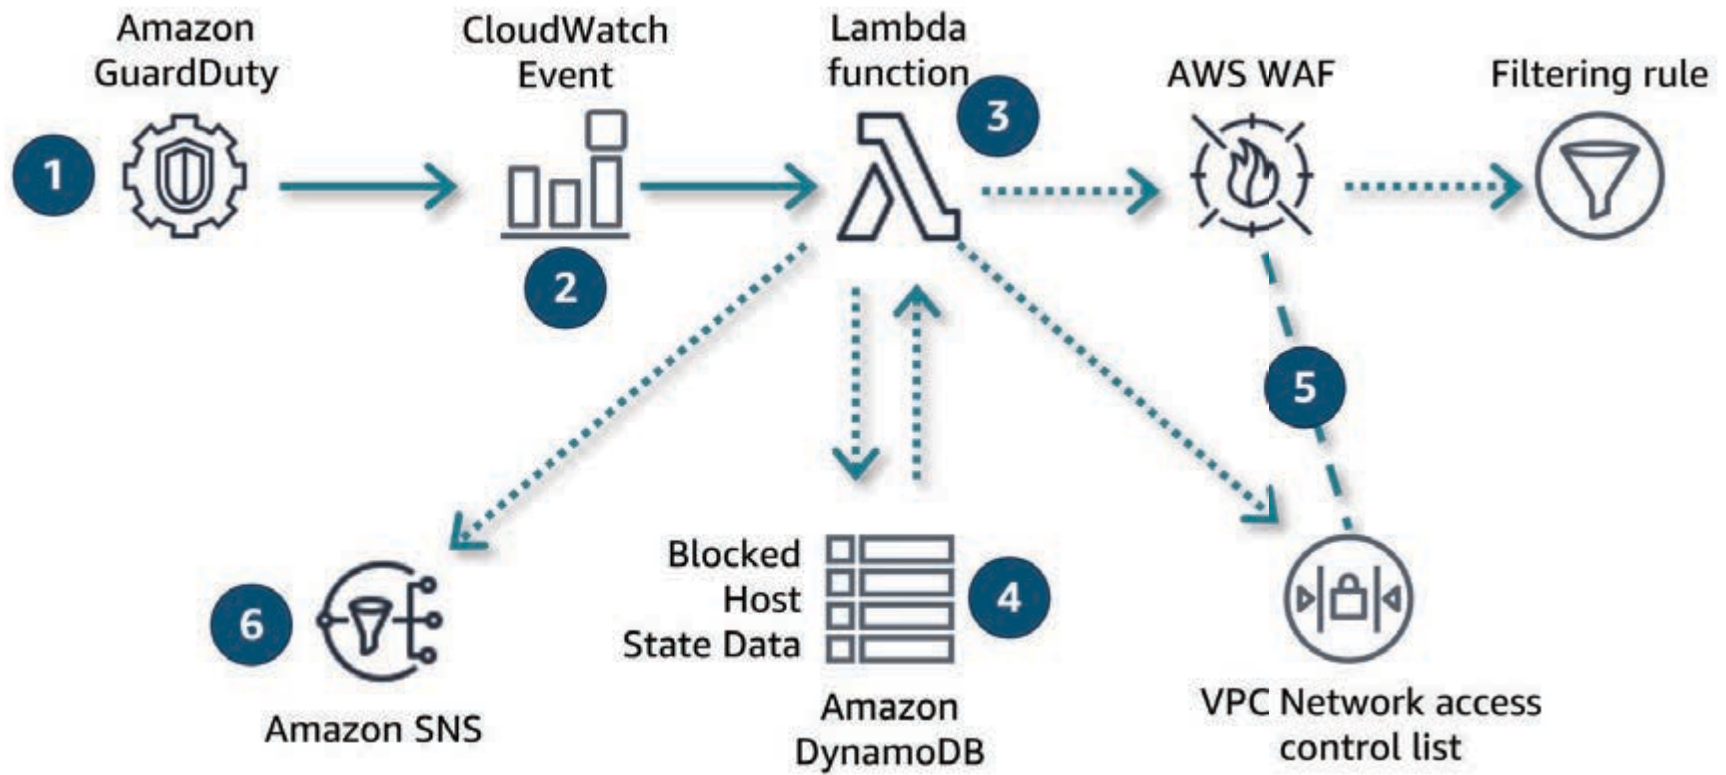 Amazon
GuardDuty
CloudWatch
Event
Lambda
function
AWS WAF
Filtering rule
1
2
3
5
Blocked
Host
State Data
4
6
Amazon SNS
Amazon
DynamoDB
VPC Network access
control list